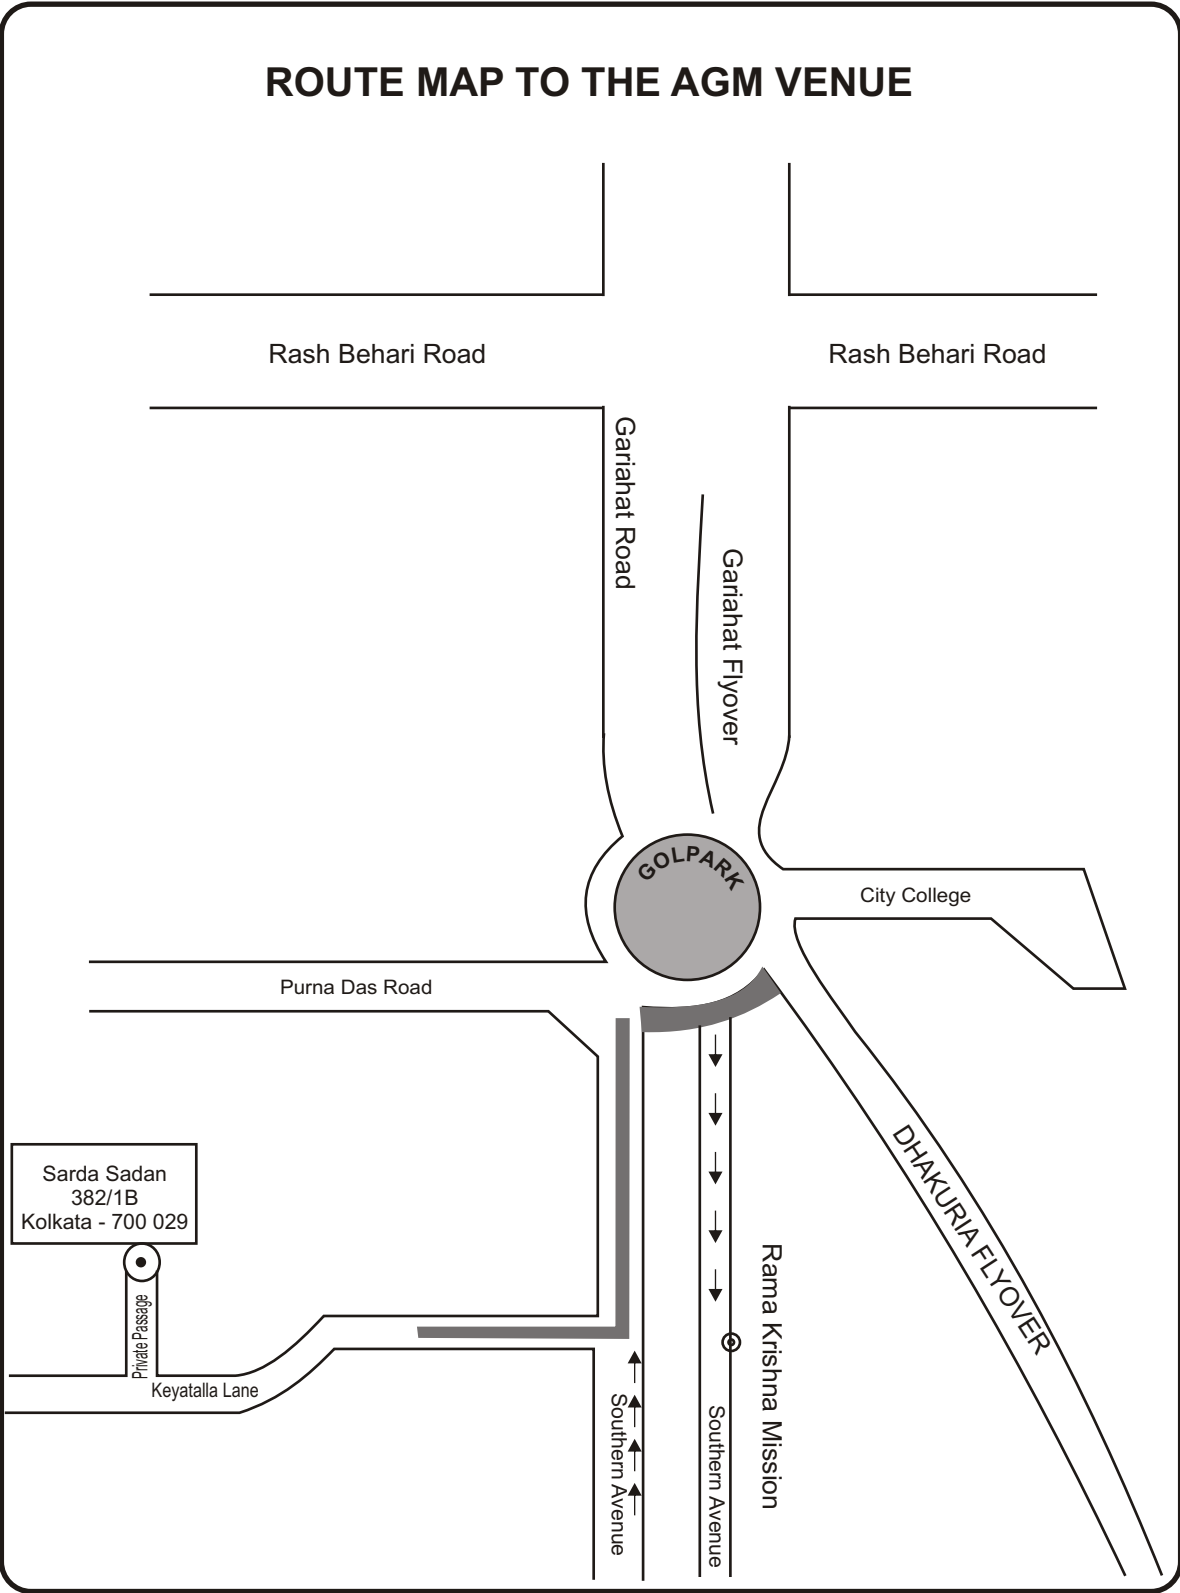 ROUTE MAP TO THE AGM VENUE
Rash Behari Road
Rash Behari Road
Gariahat Road
Gariahat Flyover
GOLPARK
City College
Purna Das Road
DHAKURIA FLYOVER
Sarda Sadan
382/1B
Kolkata - 700 029
Private Passage
Keyatalla Lane
Rama Krishna Mission
Southern Avenue
Southern Avenue